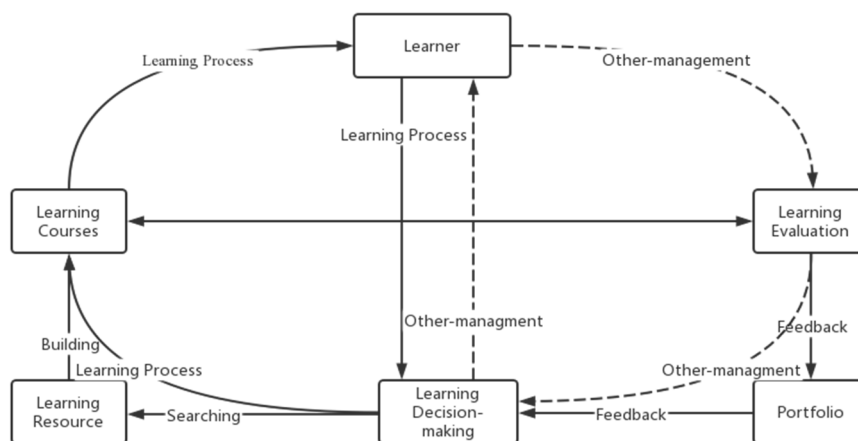 Learner
Learning Process
Other-management
Learning Process
Learning
Courses
Learning
Evaluation
Other-managment
Feedback
Building
Learning Process
Other-managment
Learning
Resource
Searching
Learning
Decision-
making
Feedback
Portfolio